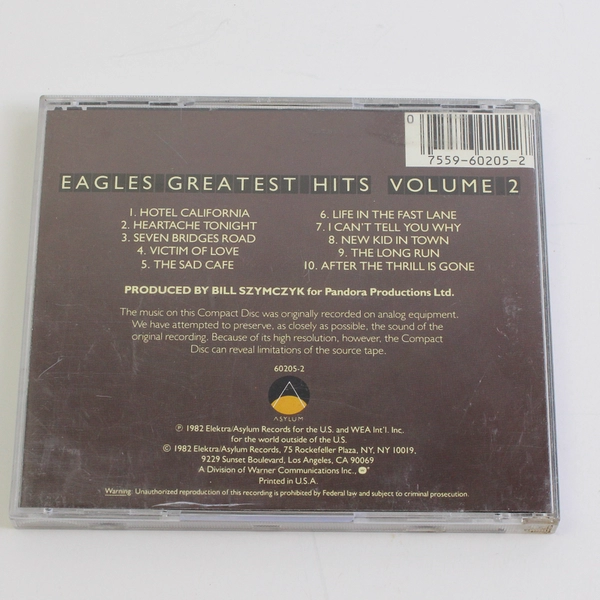 0
7559-60205-2
EAGLES GREATEST HITS VOLUME 2
1. HOTEL CALIFORNIA
2. HEARTACHE TONIGHT
3. SEVEN BRIDGES ROAD
4. VICTIM OF LOVE
5. THE SAD CAFE
6. LIFE IN THE FAST LANE
7. I CAN'T TELL YOU WHY
8. NEW KID IN TOWN
9. THE LONG RUN
10. AFTER THE THRILL IS GONE
PRODUCED BY BILL SZYMCZYK for Pandora Productions Ltd.
The music on this Compact Disc was originally recorded on analog equipment.
We have attempted to preserve, as closely as possible, the sound of the
original recording. Because of its high resolution, however, the Compact
Disc can reveal limitations of the source tape.
60205-2
ASYLUM
℗ 1982 Elektra/Asylum Records for the U.S. and WEA Int'l. Inc.
for the world outside of the U.S.
© 1982 Elektra/Asylum Records, 75 Rockefeller Plaza, NY, NY 10019,
9229 Sunset Boulevard, Los Angeles, CA 90069
A Division of Warner Communications Inc.,
Printed in U.S.A.
Warning: Unauthorized reproduction of this recording is prohibited by Federal law and subject to criminal prosecution.